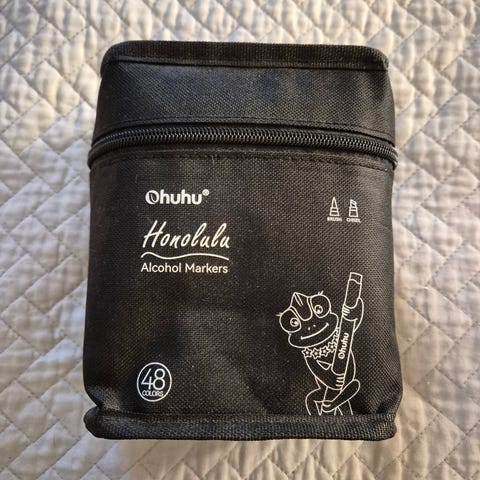 Ohuhu®
Honolulu
Alcohol Markers
BRUSH CHISEL
Ohuhu
48
COLORS